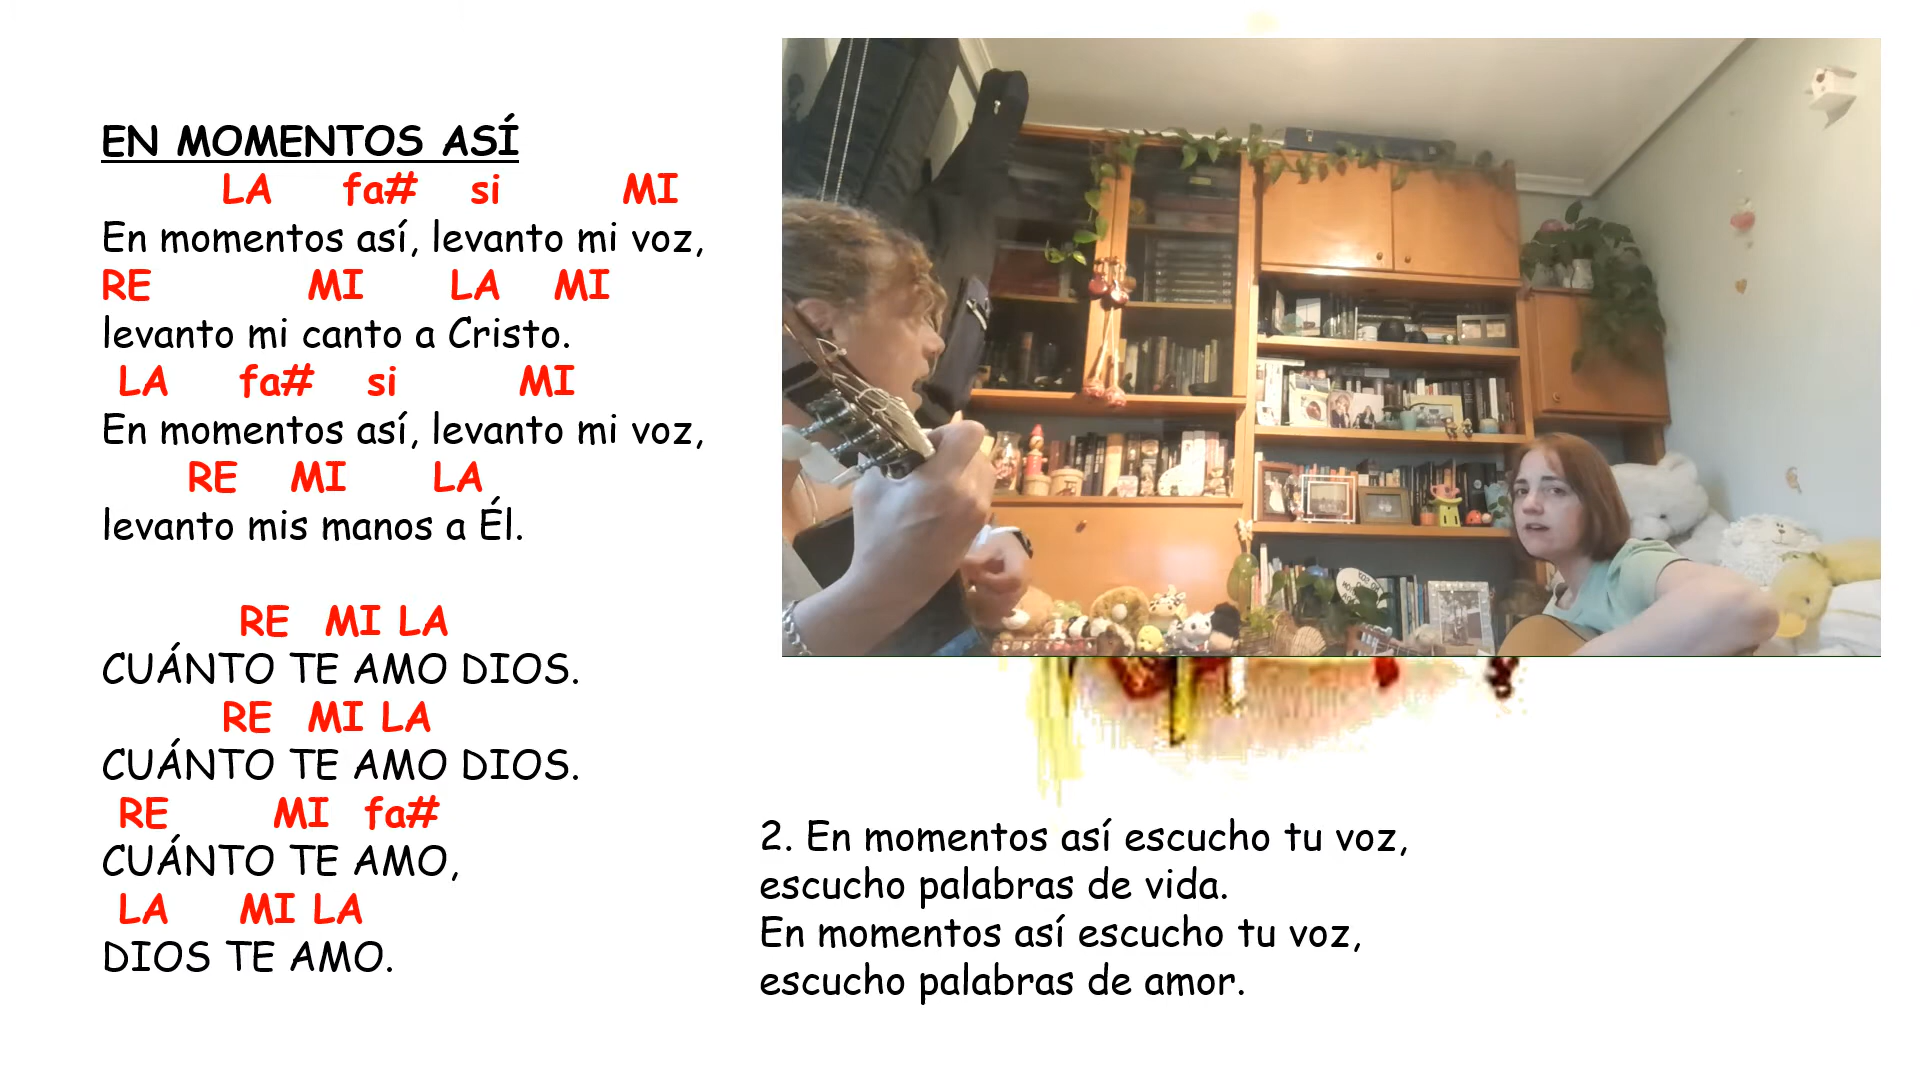 EN MOMENTOS ASÍ
LA fa# si MI
En momentos así, levanto mi voz,
RE MI LA MI
levanto mi canto a Cristo.
LA fa# si MI
En momentos así, levanto mi voz,
RE MI LA
levanto mis manos a Él.
RE MI LA
CUÁNTO TE AMO DIOS.
RE MI LA
CUÁNTO TE AMO DIOS.
RE MI fa#
CUÁNTO TE AMO,
LA MI LA
DIOS TE AMO.
2. En momentos así escucho tu voz,
escucho palabras de vida.
En momentos así escucho tu voz,
escucho palabras de amor.